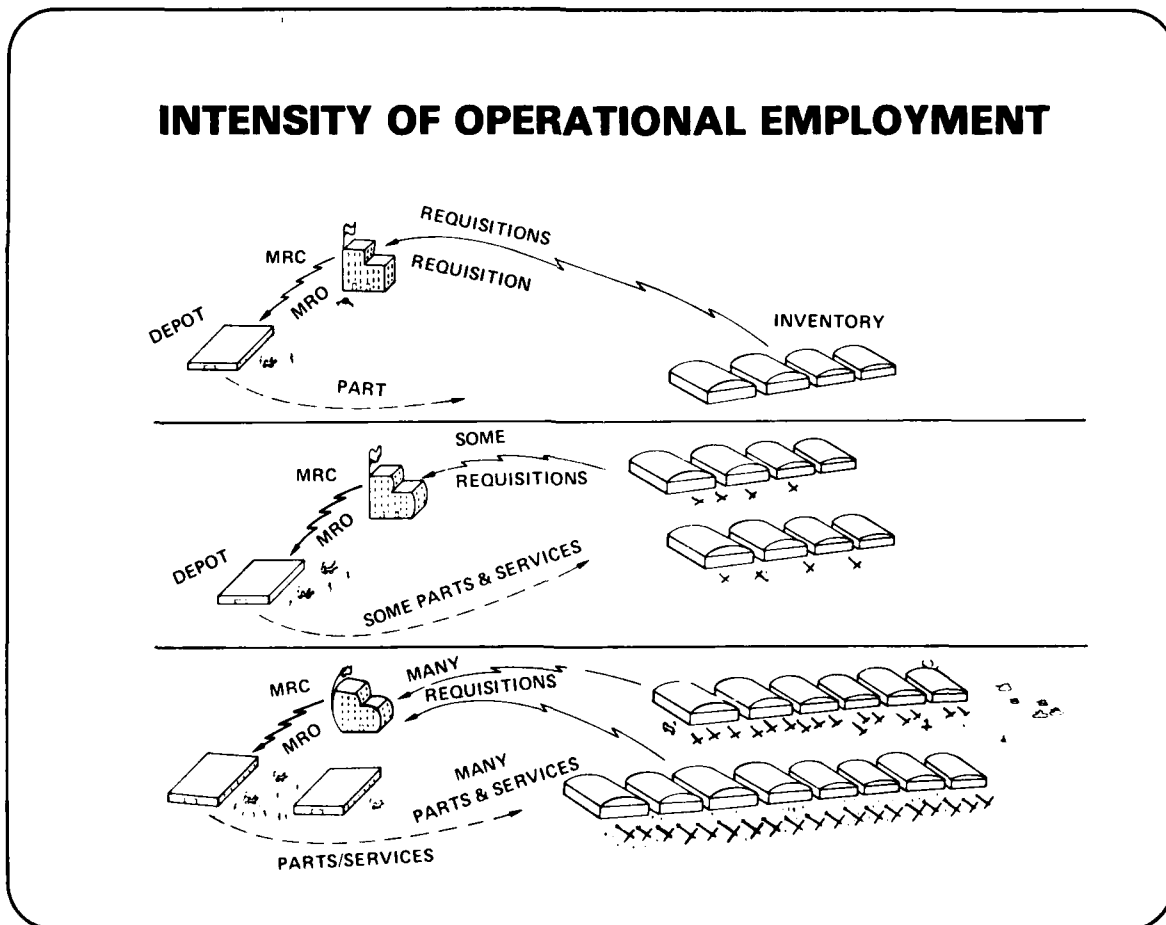 INTENSITY OF OPERATIONAL EMPLOYMENT
REQUISITIONS
MRC
REQUISITION
MRO
DEPOT
INVENTORY
PART
SOME
MRC
REQUISITIONS
MRO
DEPOT
SOME PARTS & SERVICES
MRC
MANY
REQUISITIONS
MRO
MANY
PARTS & SERVICES
PARTS/SERVICES